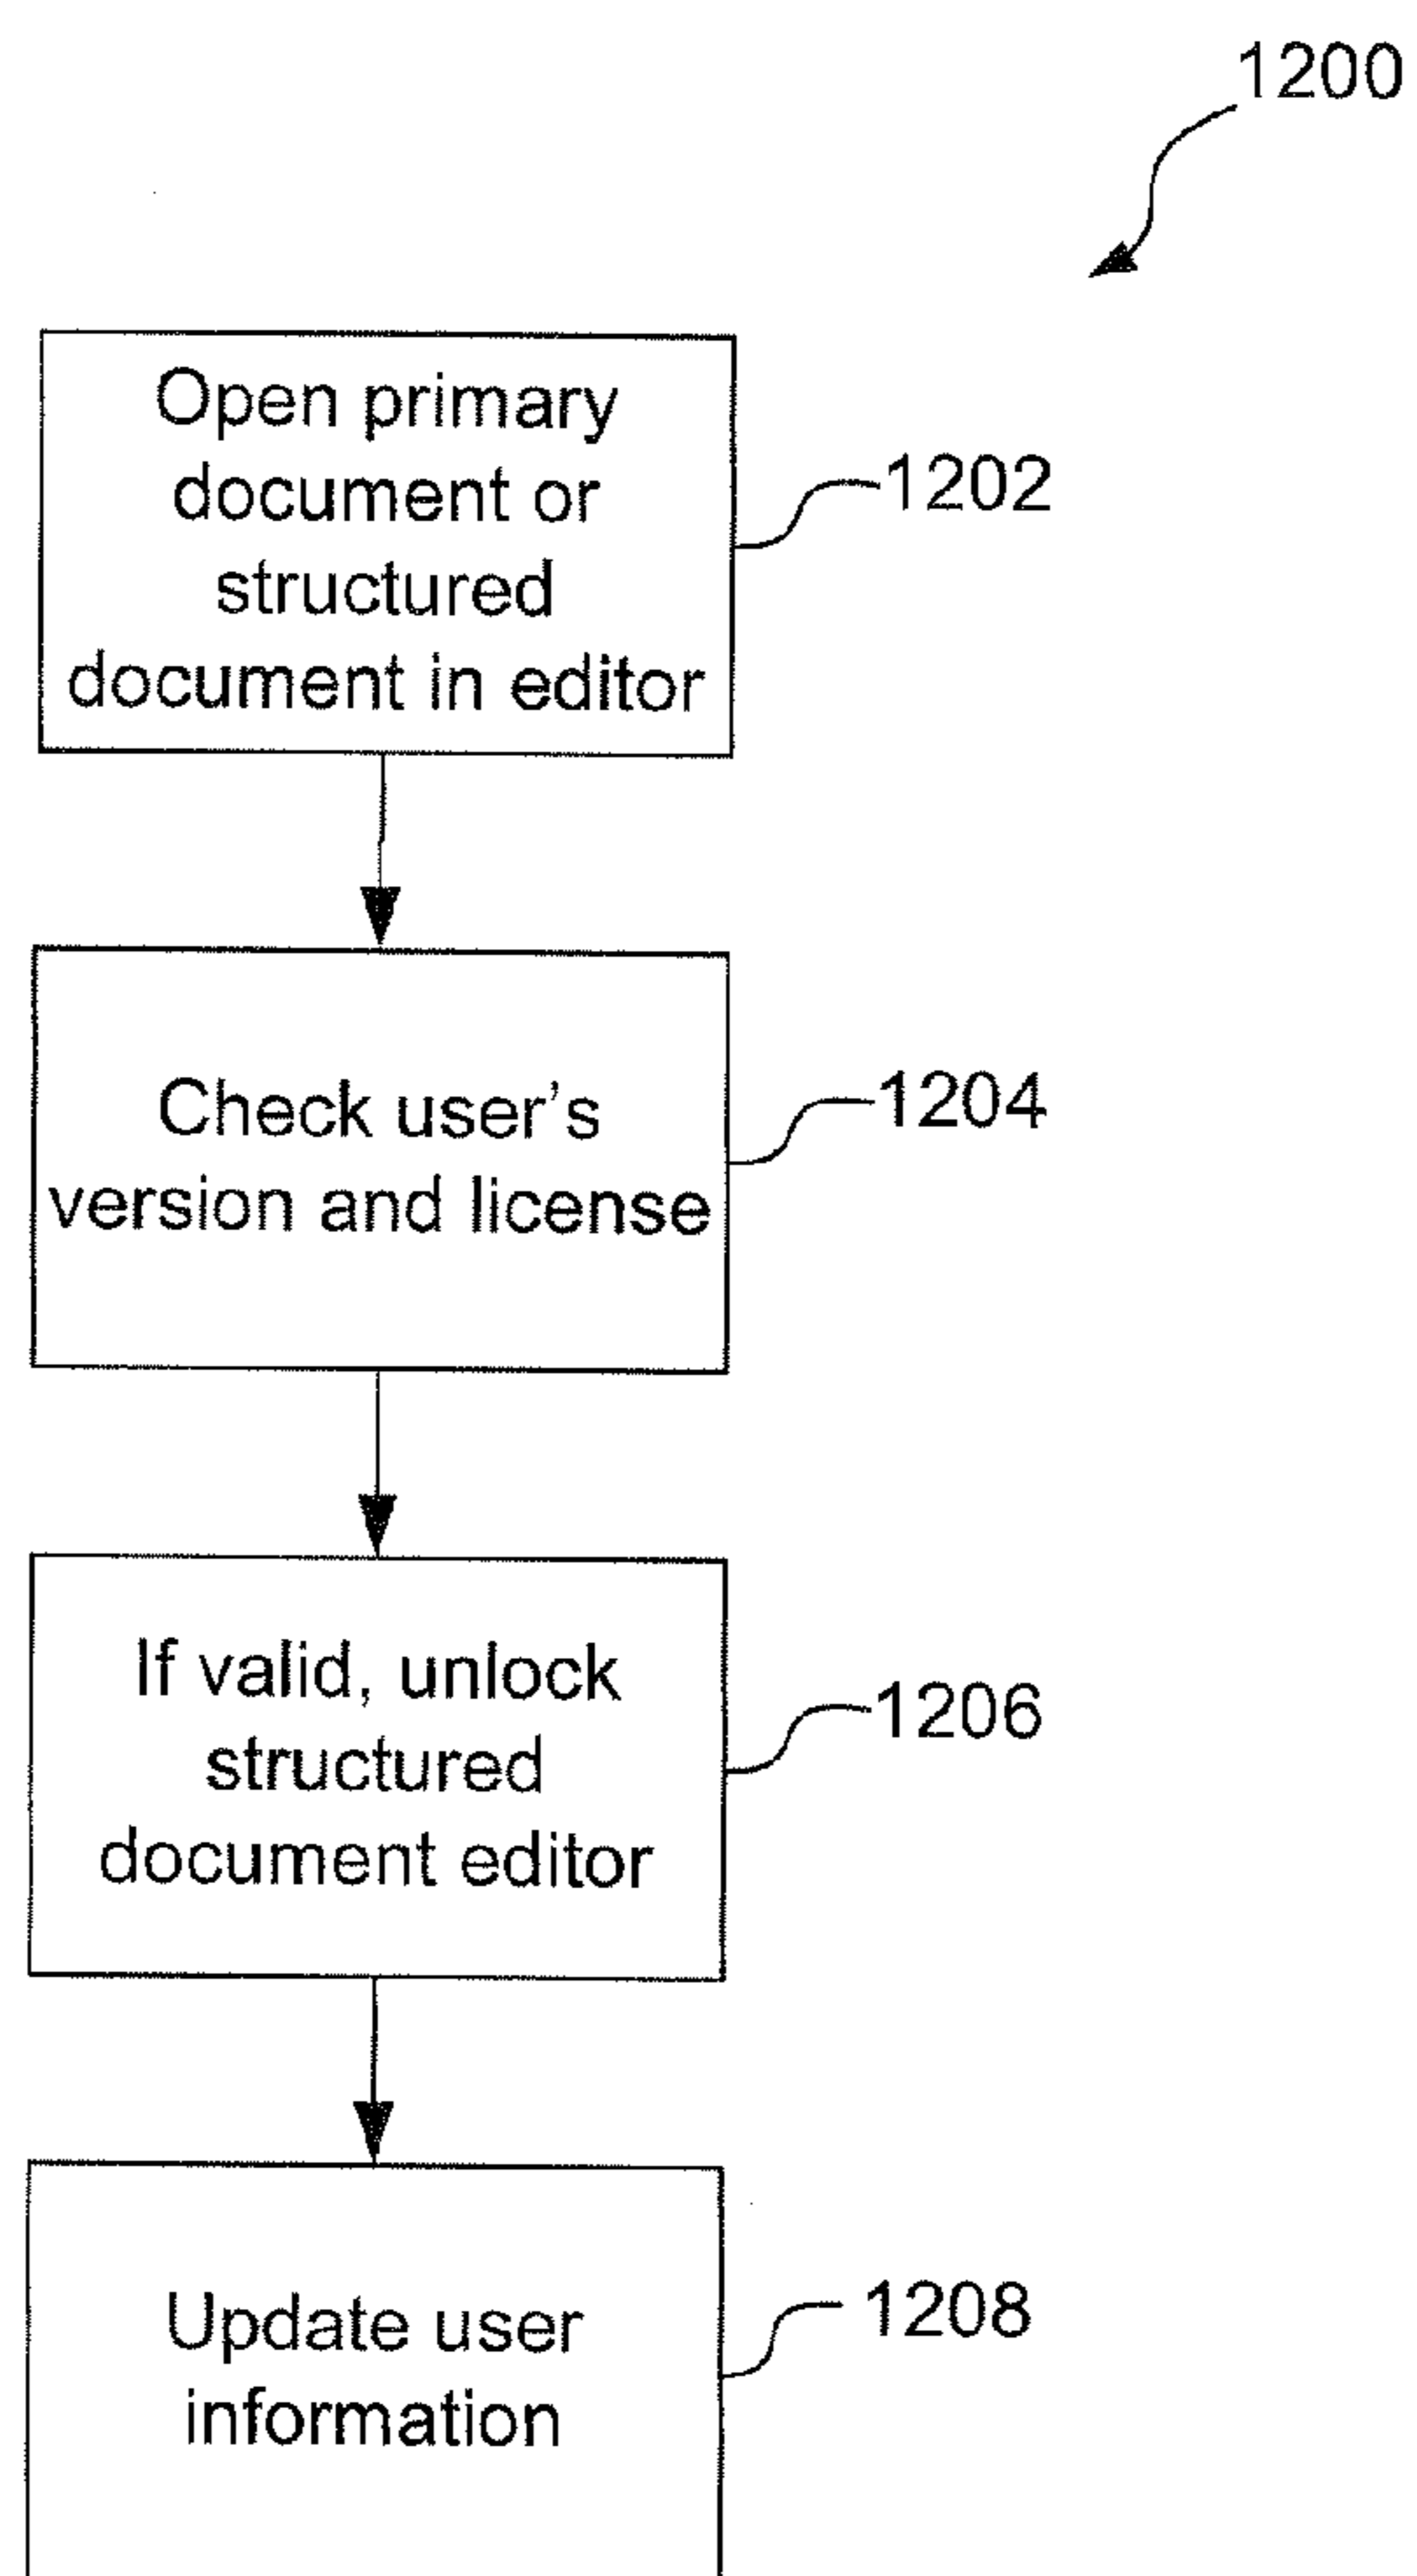 1200
Open primary
document or
structured
document in editor
1202
Check user's
version and license
1204
If valid, unlock
structured
document editor
1206
Update user
information
1208